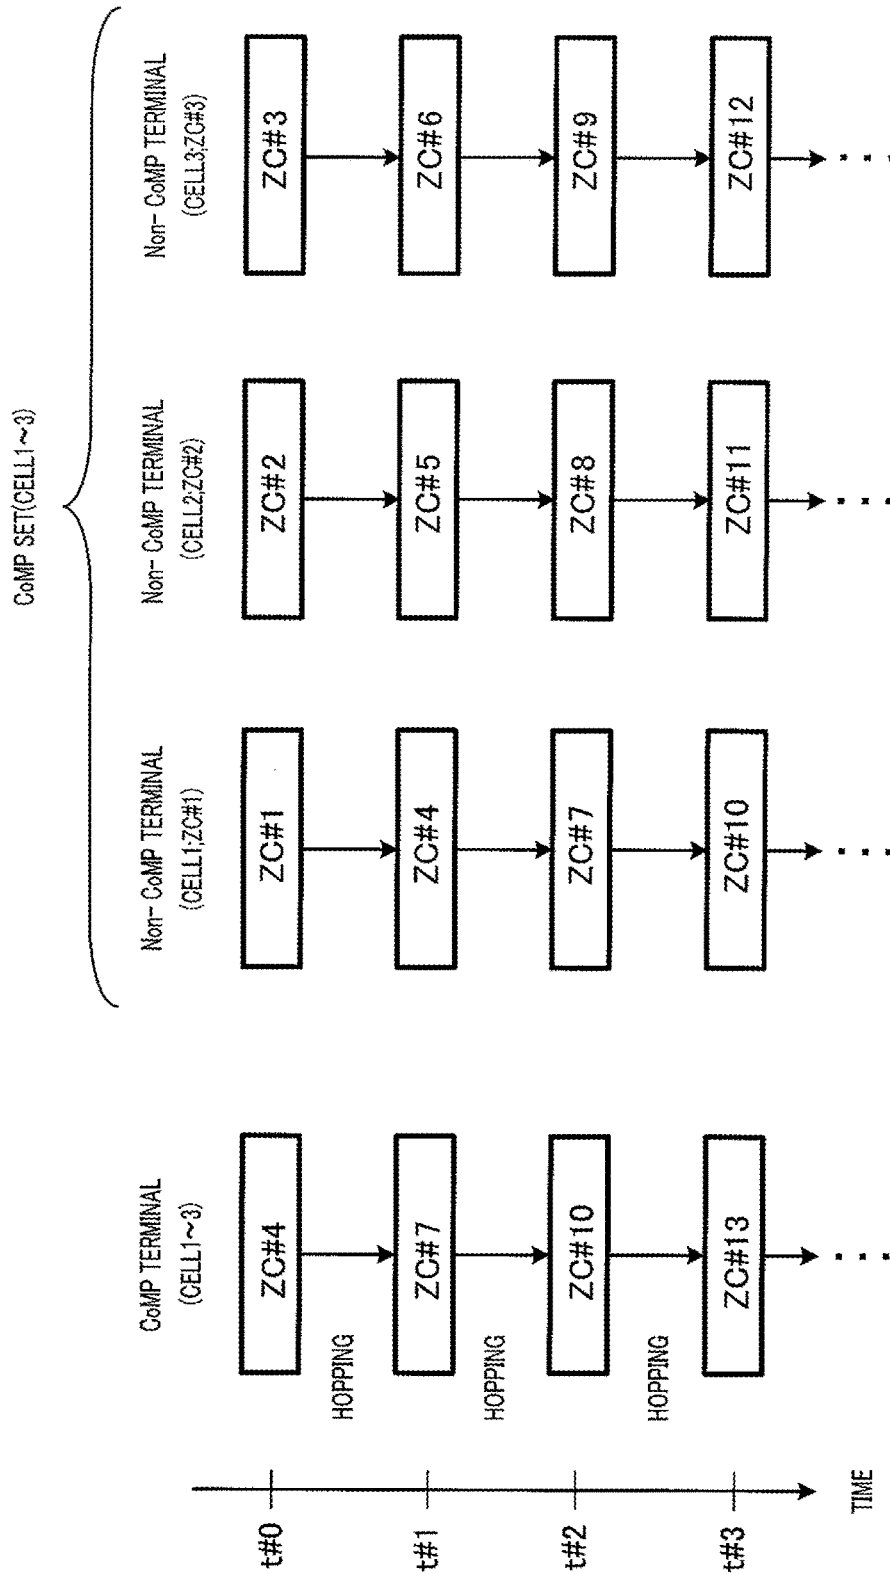 CoMP SET(CELL1~3)
CoMP TERMINAL
(CELL1~3)
Non- CoMP TERMINAL
(CELL1;ZC#1)
Non- CoMP TERMINAL
(CELL2;ZC#2)
Non- CoMP TERMINAL
(CELL3;ZC#3)
t#0
ZC#4
ZC#1
ZC#2
ZC#3
HOPPING
t#1
ZC#7
ZC#4
ZC#5
ZC#6
HOPPING
t#2
ZC#10
ZC#7
ZC#8
ZC#9
HOPPING
t#3
ZC#13
ZC#10
ZC#11
ZC#12
TIME